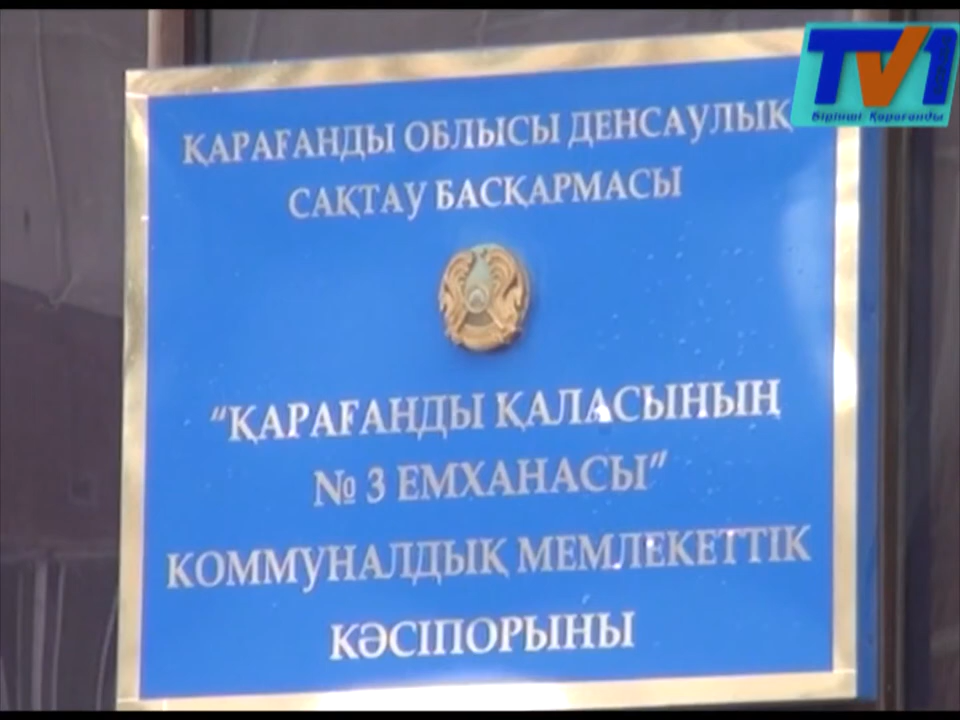 TV1
Бірінші Қарағанды
ҚАРАҒАНДЫ ОБЛЫСЫ ДЕНСАУЛЫҚ
САҚТАУ БАСҚАРМАСЫ
“ҚАРАҒАНДЫ ҚАЛАСЫНЫҢ
№ 3 ЕМХАНАСЫ”
КОММУНАЛДЫҚ МЕМЛЕКЕТТІК
КӘСІПОРЫНЫ